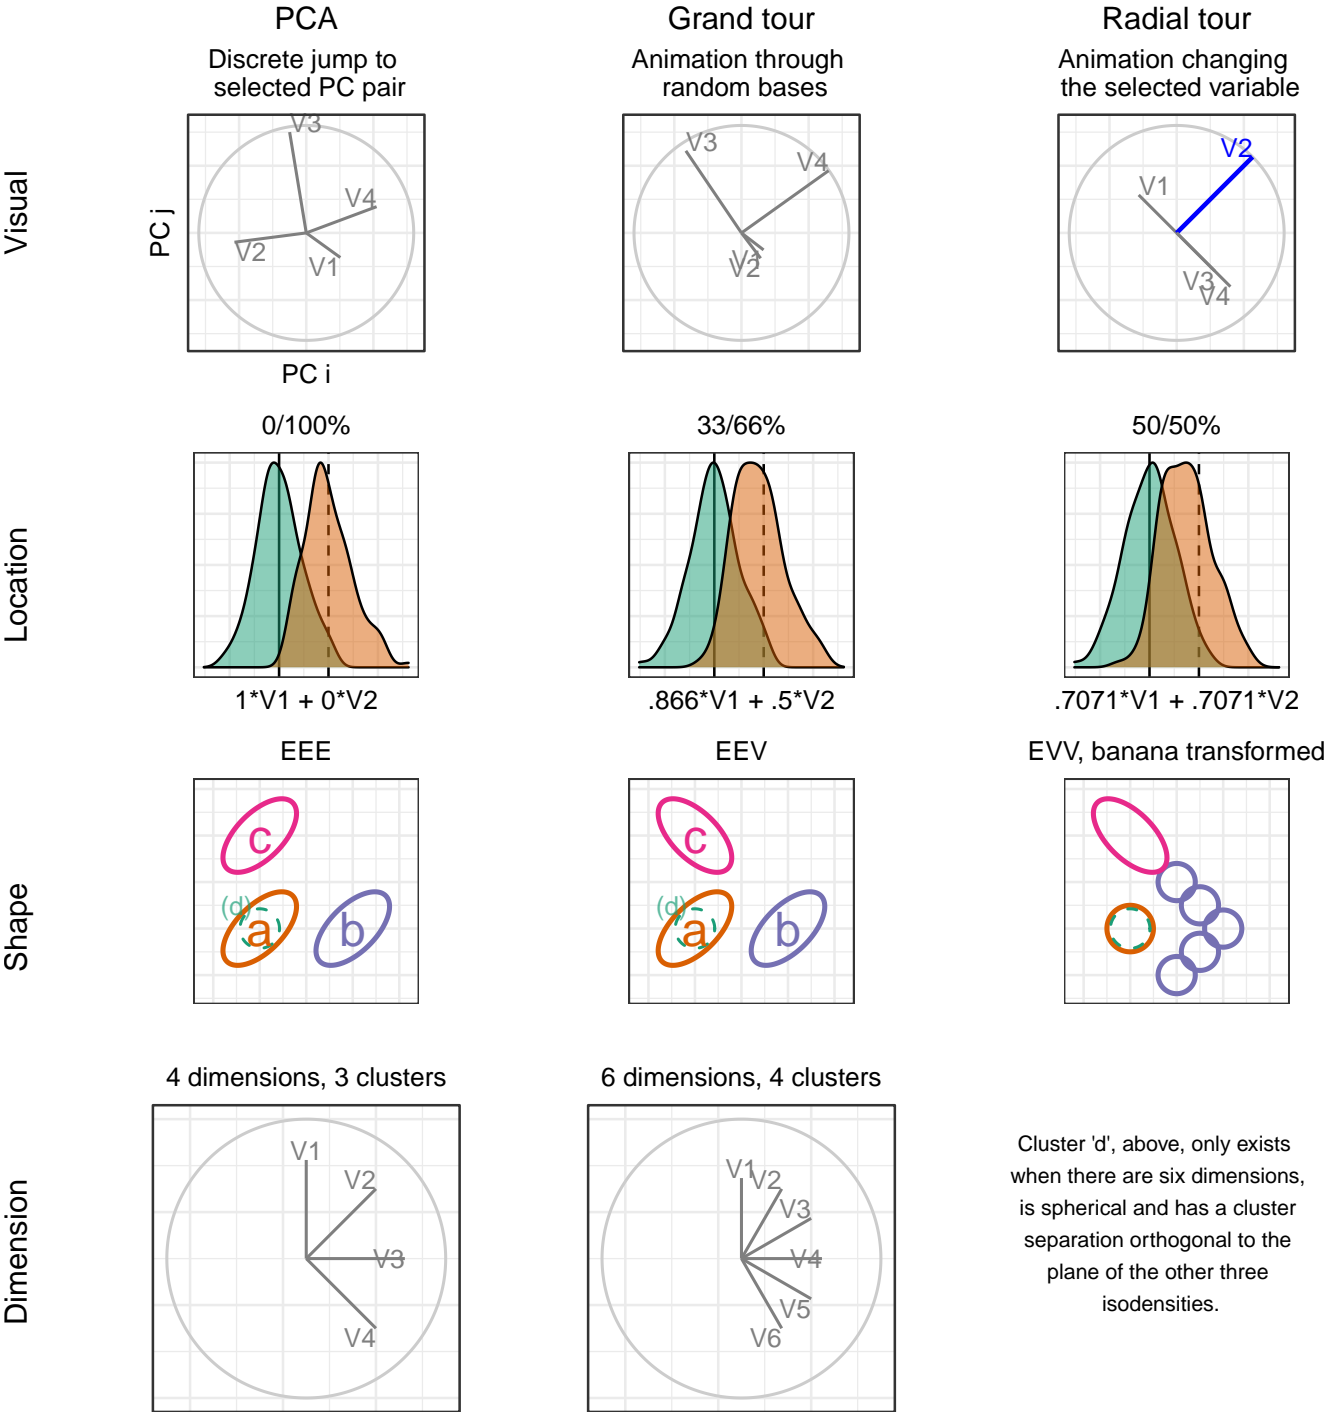 PCA
Grand tour
Radial tour
Discrete jump to
selected PC pair
Animation through
random bases
Animation changing
the selected variable
Visual
PC j
V3
V4
V2
V1
PC i
V3
V4
V1
V2
V2
V1
V3
V4
Location
0/100%
33/66%
50/50%
1*V1 + 0*V2
.866*V1 + .5*V2
.7071*V1 + .7071*V2
Shape
EEE
EEV
EVV, banana transformed
c
(d)
a
b
c
(d)
a
b
Dimension
4 dimensions, 3 clusters
6 dimensions, 4 clusters
V1
V2
V3
V4
V1
V2
V3
V4
V5
V6
Cluster 'd', above, only exists
when there are six dimensions,
is spherical and has a cluster
separation orthogonal to the
plane of the other three
isodensities.